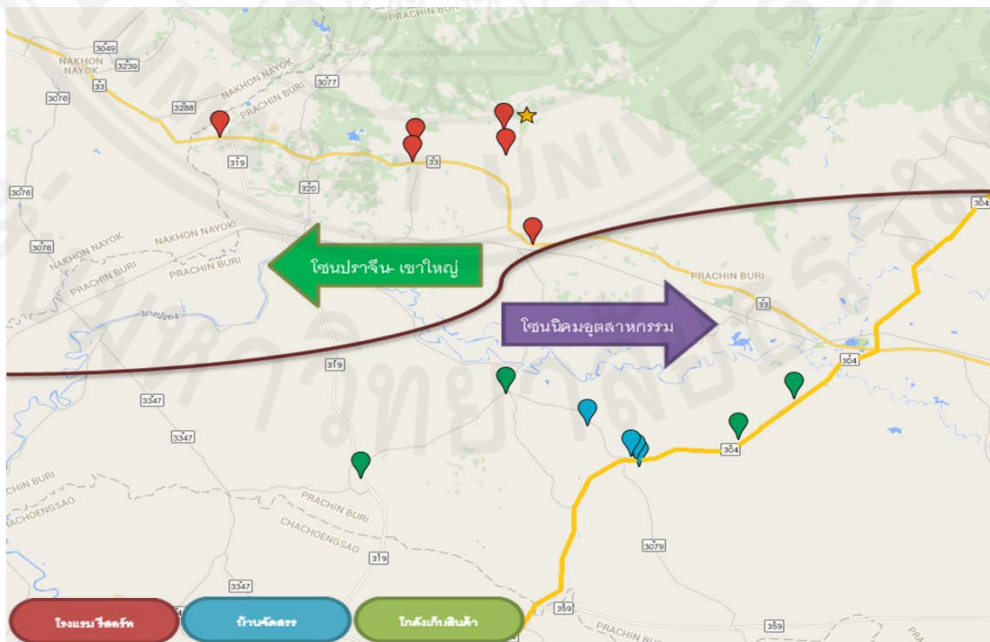 PRACHIN BURI
PRACHIN BURI
3049
NAKHON
NAYOK
3239
33
3077
3076
NAKHON NAYOK
PRACHIN BURI
3288
319
33
320
3076
304
3076
NAKHON NAYOK
NAKHON NAYOK
PRACHIN BURI
PRACHIN BURI
โซนปราจีน- เขาใหญ่
PRACHIN BURI
33
โซนนิคมอุตสาหกรรม
304
319
3347
3347
304
CHIN BURI
CHACHOENGSAO
PRACHIN BURI
CHACHOENGSAO
319
3079
3347
359
359
โรงแรม รีสอร์ท
บ้านจัดสรร
โกดังเก็บสินค้า